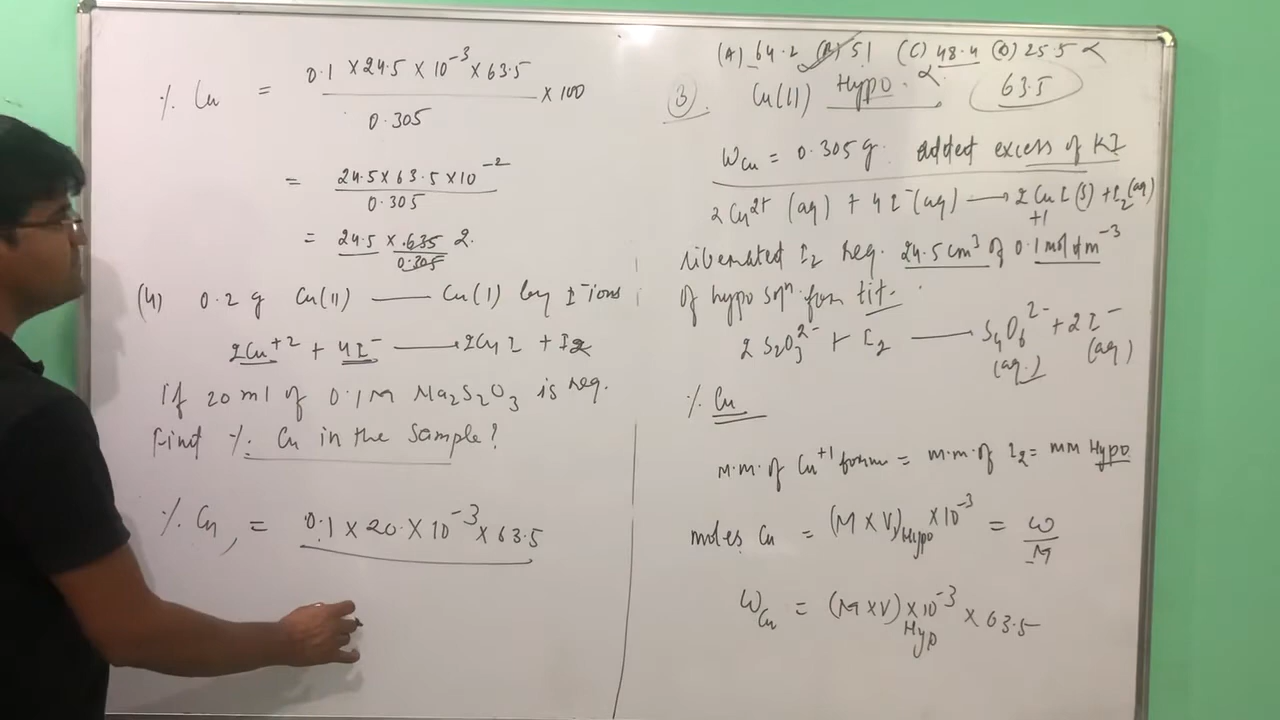 % Cu = 0.1 × 24.5 × 10⁻³ × 63.5 / 0.305 × 100
= 24.5 × 63.5 × 10⁻² / 0.305
= 24.5 × .635 / 0.305 2.
(4) 0.2 g Cu(II) —— Cu(I) by I⁻ ions
2Cu⁺² + 4I⁻ → 2CuI + I2
If 20 ml of 0.1M Na2S2O3 is req.
Find % Cu in the sample?
% Cu, = 0.1 × 20 × 10⁻³ × 63.5
(A) 64.2 (B) 51 (C) 48.4 (D) 25.5
(3). Cu(II) Hypo. 63.5
WCu = 0.305 g. added excess of KI
2Cu²⁺ (aq) + 4I⁻(aq) → 2CuI(s) + I2(aq)
+1
liberated I2 req. 24.5 cm³ of 0.1 mol dm⁻³
of hypo solⁿ for tit.
2 S2O3²⁻ + I2 → S4O6²⁻ + 2I⁻
(aq.) (aq)
% Cu
m.m. of Cu⁺¹ form = m.m. of I2 = mm Hypo
moles Cu = (M × V)Hypo × 10⁻³ = W / M
WCu = (M × V)Hyp × 10⁻³ × 63.5